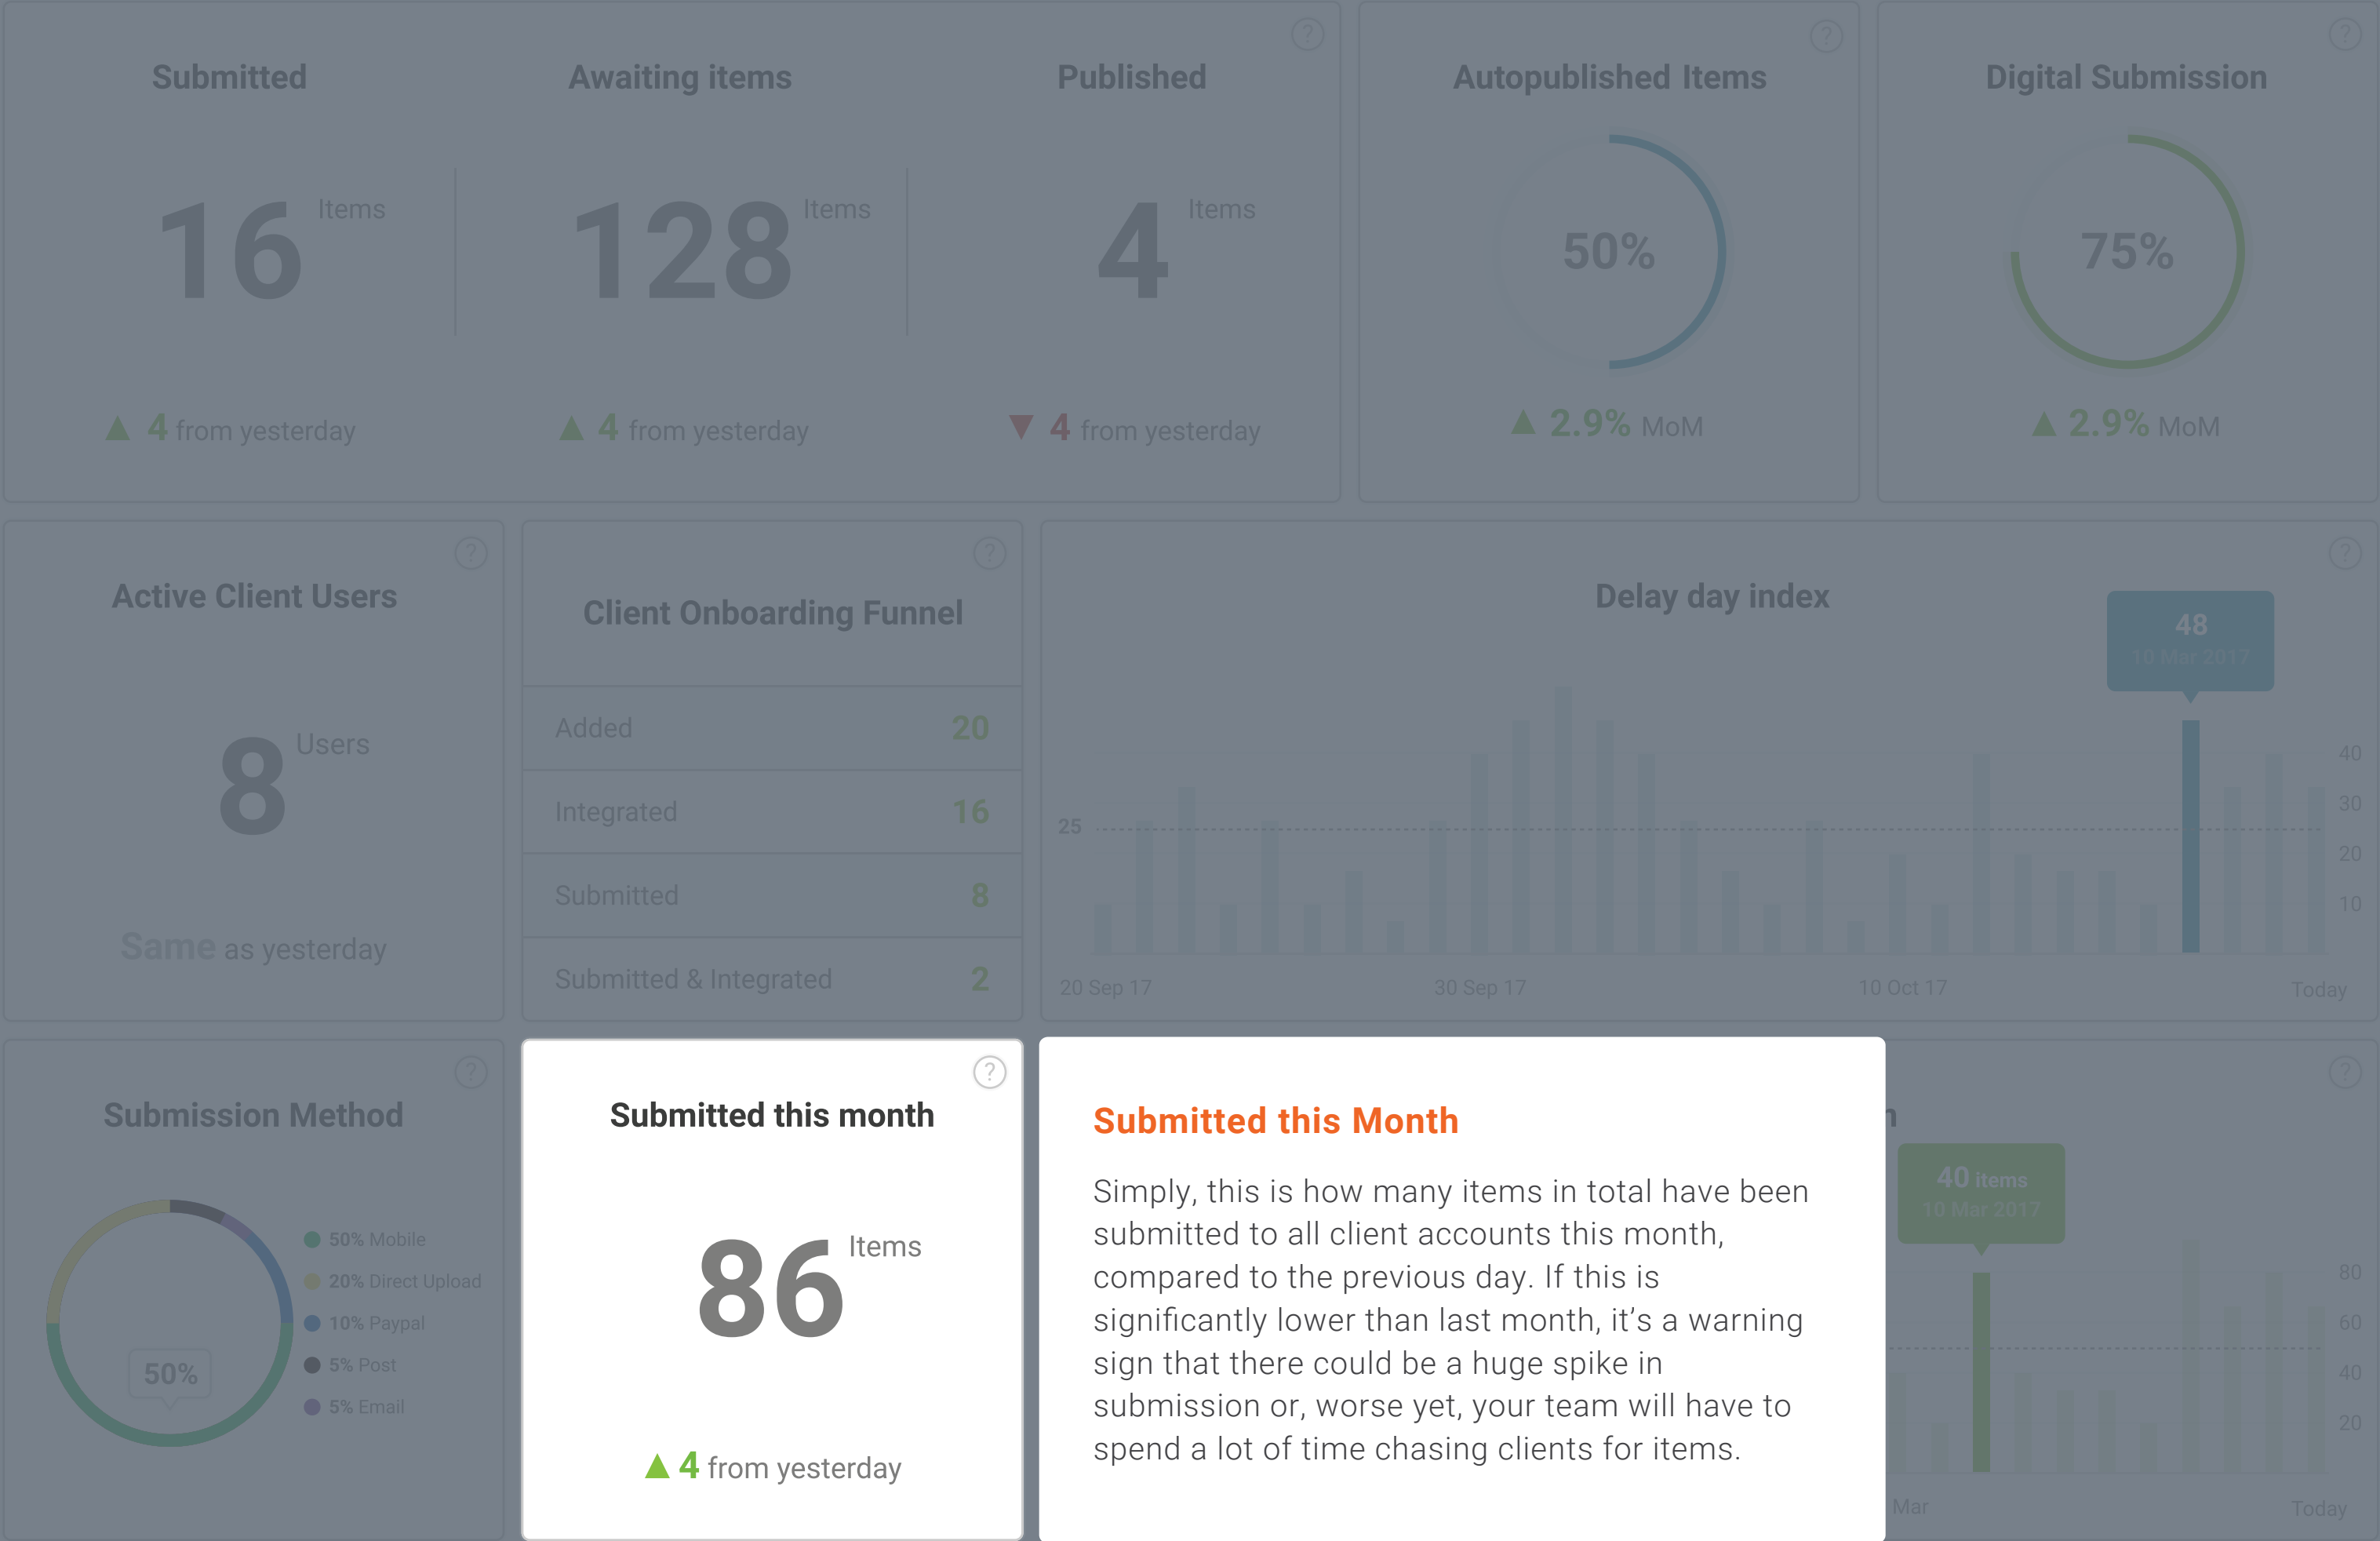 Submitted
Awaiting items
Published
?
16 Items
128 Items
4 Items
▲ 4 from yesterday
▲ 4 from yesterday
▼ 4 from yesterday
Autopublished Items
?
50%
▲ 2.9% MoM
Digital Submission
?
75%
▲ 2.9% MoM
Active Client Users
?
8 Users
Same as yesterday
Client Onboarding Funnel
?
Added 20
Integrated 16
Submitted 8
Submitted & Integrated 2
Delay day index
?
48
10 Mar 2017
40
30
25
20
10
20 Sep 17
30 Sep 17
10 Oct 17
Today
Submission Method
?
50% Mobile
20% Direct Upload
10% Paypal
5% Post
5% Email
50%
Submitted this month
?
86 Items
▲ 4 from yesterday
Submitted this Month
Simply, this is how many items in total have been
submitted to all client accounts this month,
compared to the previous day. If this is
significantly lower than last month, it’s a warning
sign that there could be a huge spike in
submission or, worse yet, your team will have to
spend a lot of time chasing clients for items.
n
?
40 items
10 Mar 2017
80
60
40
20
Mar
Today